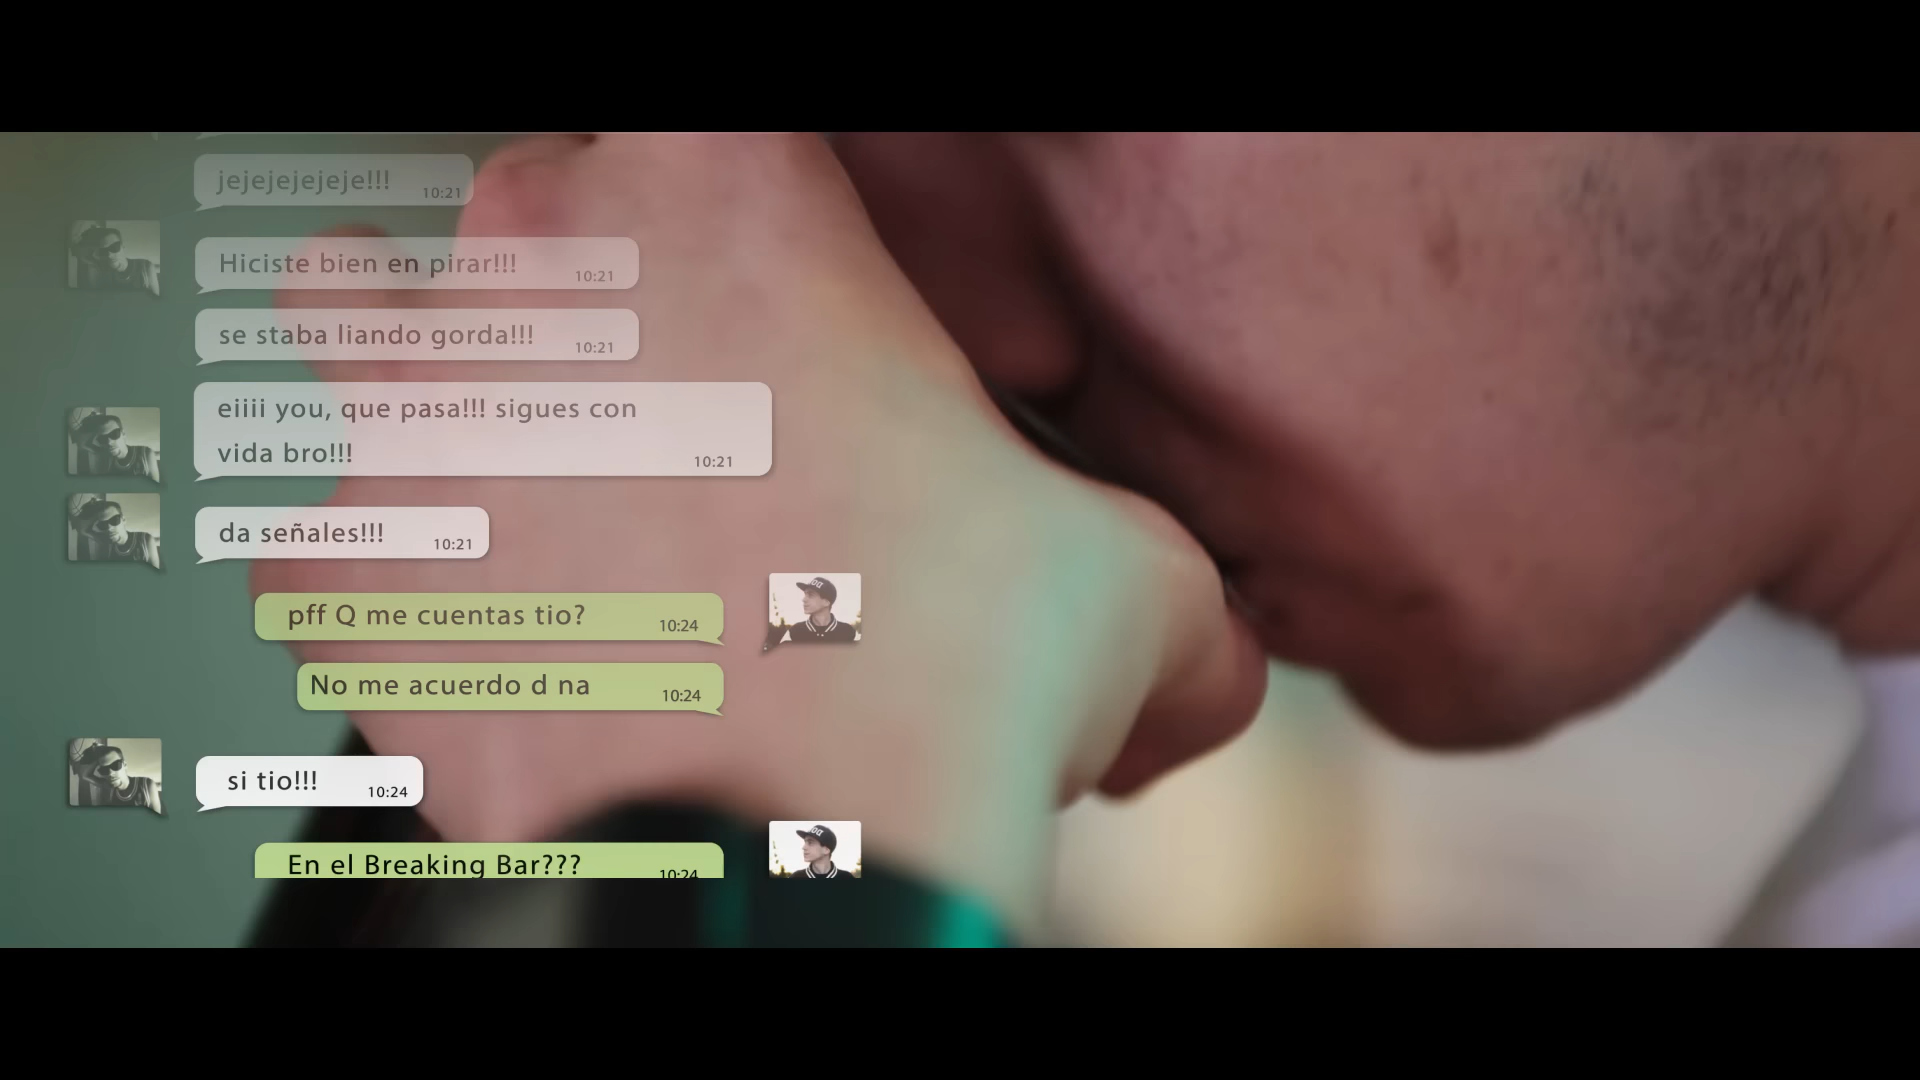 jejejejejeje!!! 10:21
Hiciste bien en pirar!!! 10:21
se staba liando gorda!!! 10:21
eiiii you, que pasa!!! sigues con
vida bro!!! 10:21
da señales!!! 10:21
pff Q me cuentas tio? 10:24
No me acuerdo d na 10:24
si tio!!! 10:24
En el Breaking Bar??? 10:24